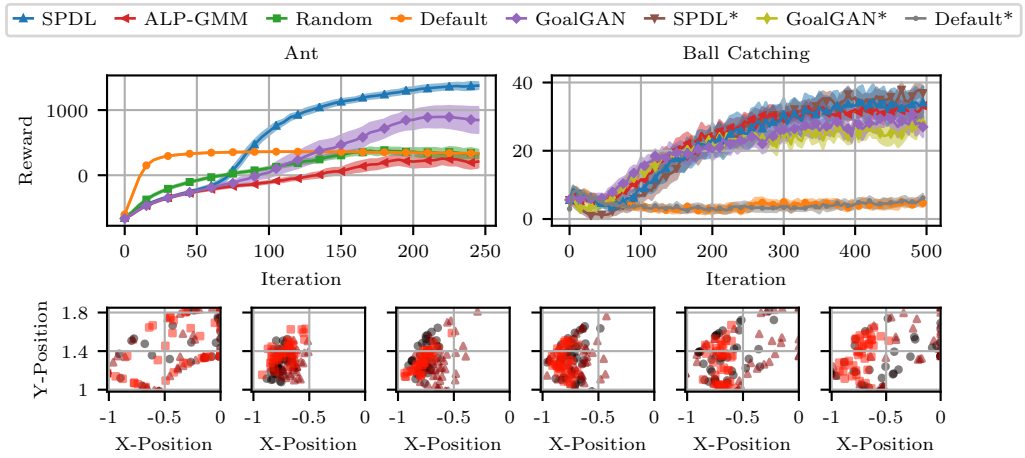 SPDL ALP-GMM Random Default GoalGAN SPDL* GoalGAN* Default*
Ant
Ball Catching
Reward
1000
0
0 50 100 150 200 250
Iteration
40
20
0
0 100 200 300 400 500
Iteration
Y-Position
1.8
1.4
1
-1 -0.5 0
X-Position
-1 -0.5 0
X-Position
-1 -0.5 0
X-Position
-1 -0.5 0
X-Position
-1 -0.5 0
X-Position
-1 -0.5 0
X-Position